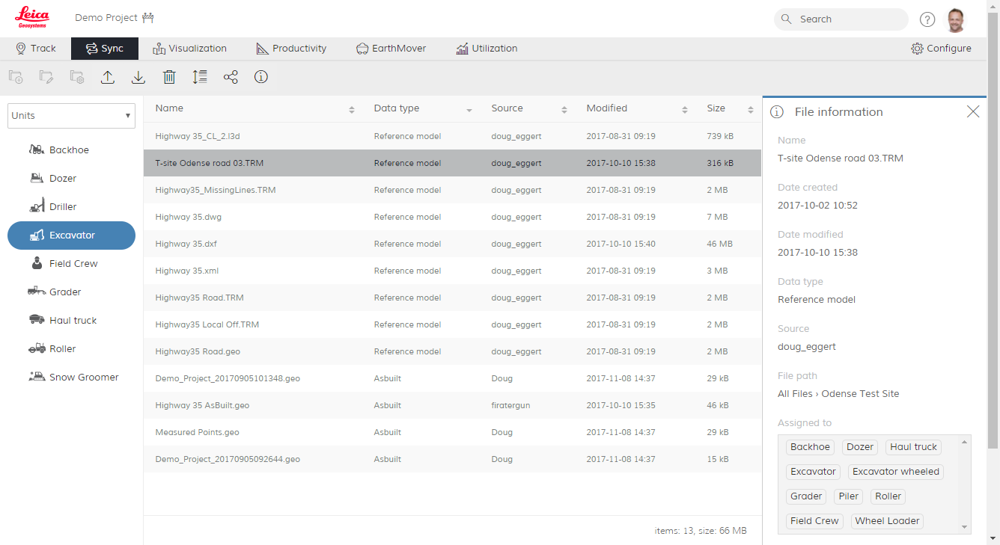 Leica
Geosystems
Demo Project
Search
?
Track
Sync
Visualization
Productivity
EarthMover
Utilization
Configure
Units
Backhoe
Dozer
Driller
Excavator
Field Crew
Grader
Haul truck
Roller
Snow Groomer
Name Data type Source Modified Size
Highway 35_CL_2.l3d Reference model doug_eggert 2017-08-31 09:19 739 kB
T-site Odense road 03.TRM Reference model doug_eggert 2017-10-10 15:38 316 kB
Highway35_MissingLines.TRM Reference model doug_eggert 2017-08-31 09:19 2 MB
Highway 35.dwg Reference model doug_eggert 2017-08-31 09:19 7 MB
Highway 35.dxf Reference model doug_eggert 2017-10-10 15:40 46 MB
Highway 35.xml Reference model doug_eggert 2017-08-31 09:19 3 MB
Highway35 Road.TRM Reference model doug_eggert 2017-08-31 09:19 2 MB
Highway35 Local Off.TRM Reference model doug_eggert 2017-08-31 09:19 2 MB
Highway35 Road.geo Reference model doug_eggert 2017-08-31 09:19 2 MB
Demo_Project_20170905101348.geo Asbuilt Doug 2017-11-08 14:37 29 kB
Highway 35 AsBuilt.geo Asbuilt firatergun 2017-10-10 15:35 46 kB
Measured Points.geo Asbuilt Doug 2017-11-08 14:37 29 kB
Demo_Project_20170905092644.geo Asbuilt Doug 2017-11-08 14:37 15 kB
items: 13, size: 66 MB
File information
Name
T-site Odense road 03.TRM
Date created
2017-10-02 10:52
Date modified
2017-10-10 15:38
Data type
Reference model
Source
doug_eggert
File path
All Files › Odense Test Site
Assigned to
Backhoe Dozer Haul truck
Excavator Excavator wheeled
Grader Piler Roller
Field Crew Wheel Loader